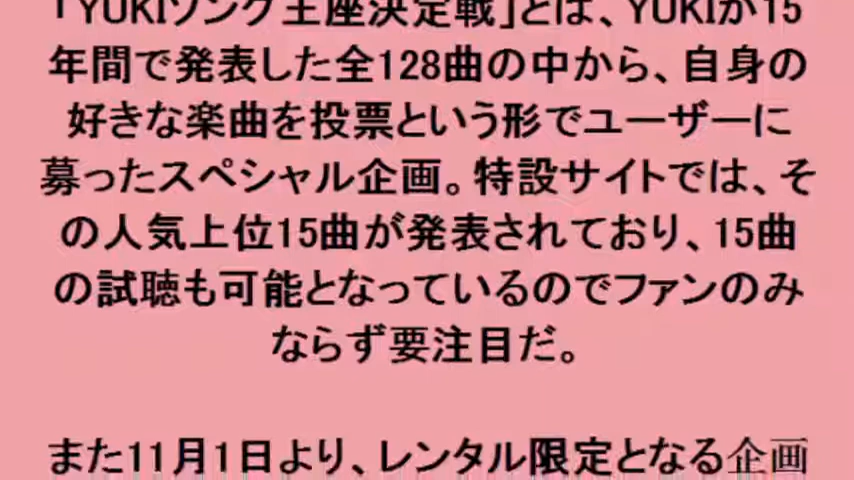 「YUKIソング王座決定戦」とは、YUKIが15
年間で発表した全128曲の中から、自身の
好きな楽曲を投票という形でユーザーに
募ったスペシャル企画。特設サイトでは、そ
の人気上位15曲が発表されており、15曲
の試聴も可能となっているのでファンのみ
ならず要注目だ。
また11月1日より、レンタル限定となる企画